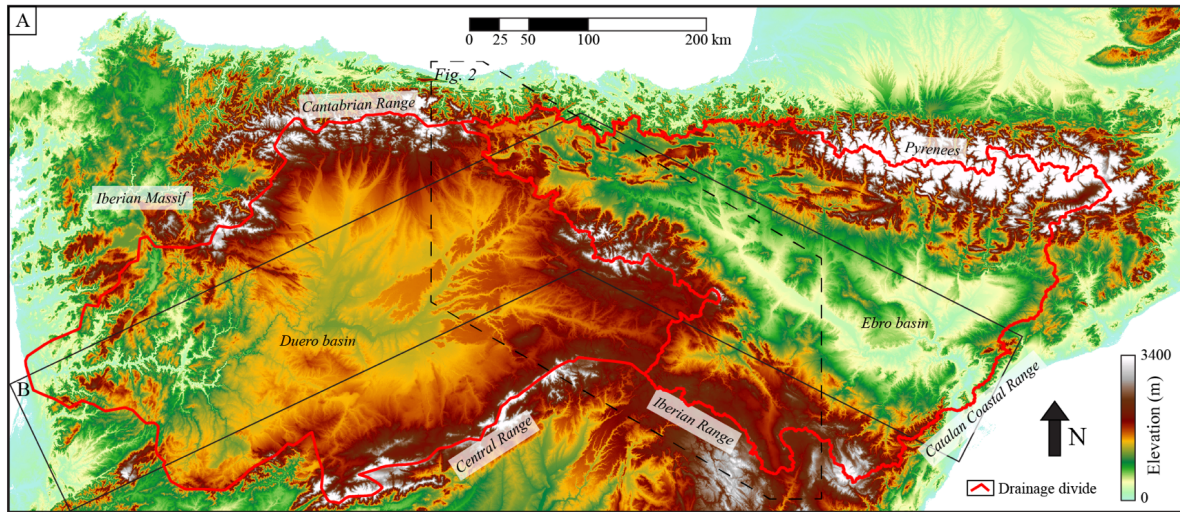 A
0 25 50 100 200 km
Fig. 2
Cantabrian Range
Pyrenees
Iberian Massif
Duero basin
Ebro basin
B
Central Range
Iberian Range
Catalan Coastal Range
N
3400
Elevation (m)
0
Drainage divide